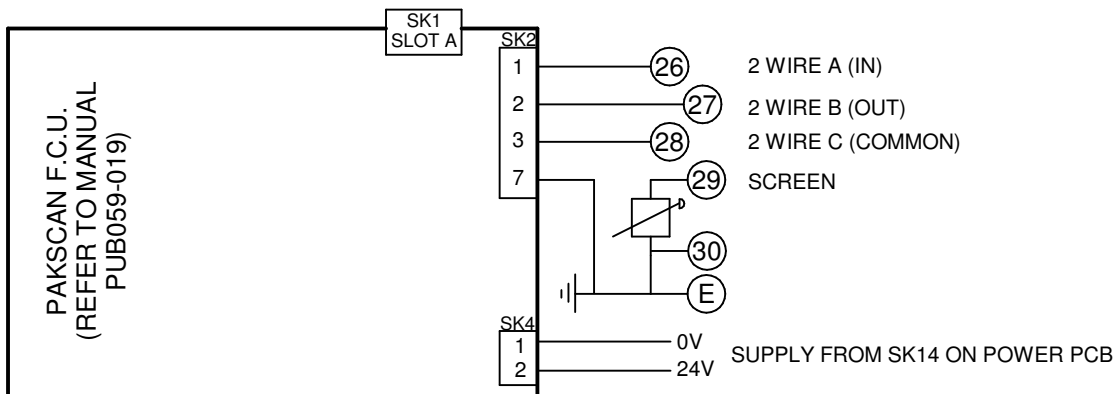 SK1
SLOT A
SK2
1
26
2 WIRE A (IN)
2
27
2 WIRE B (OUT)
3
28
2 WIRE C (COMMON)
7
29
SCREEN
30
E
PAKSCAN F.C.U.
(REFER TO MANUAL
PUB059-019)
SK4
1
0V
2
24V
SUPPLY FROM SK14 ON POWER PCB